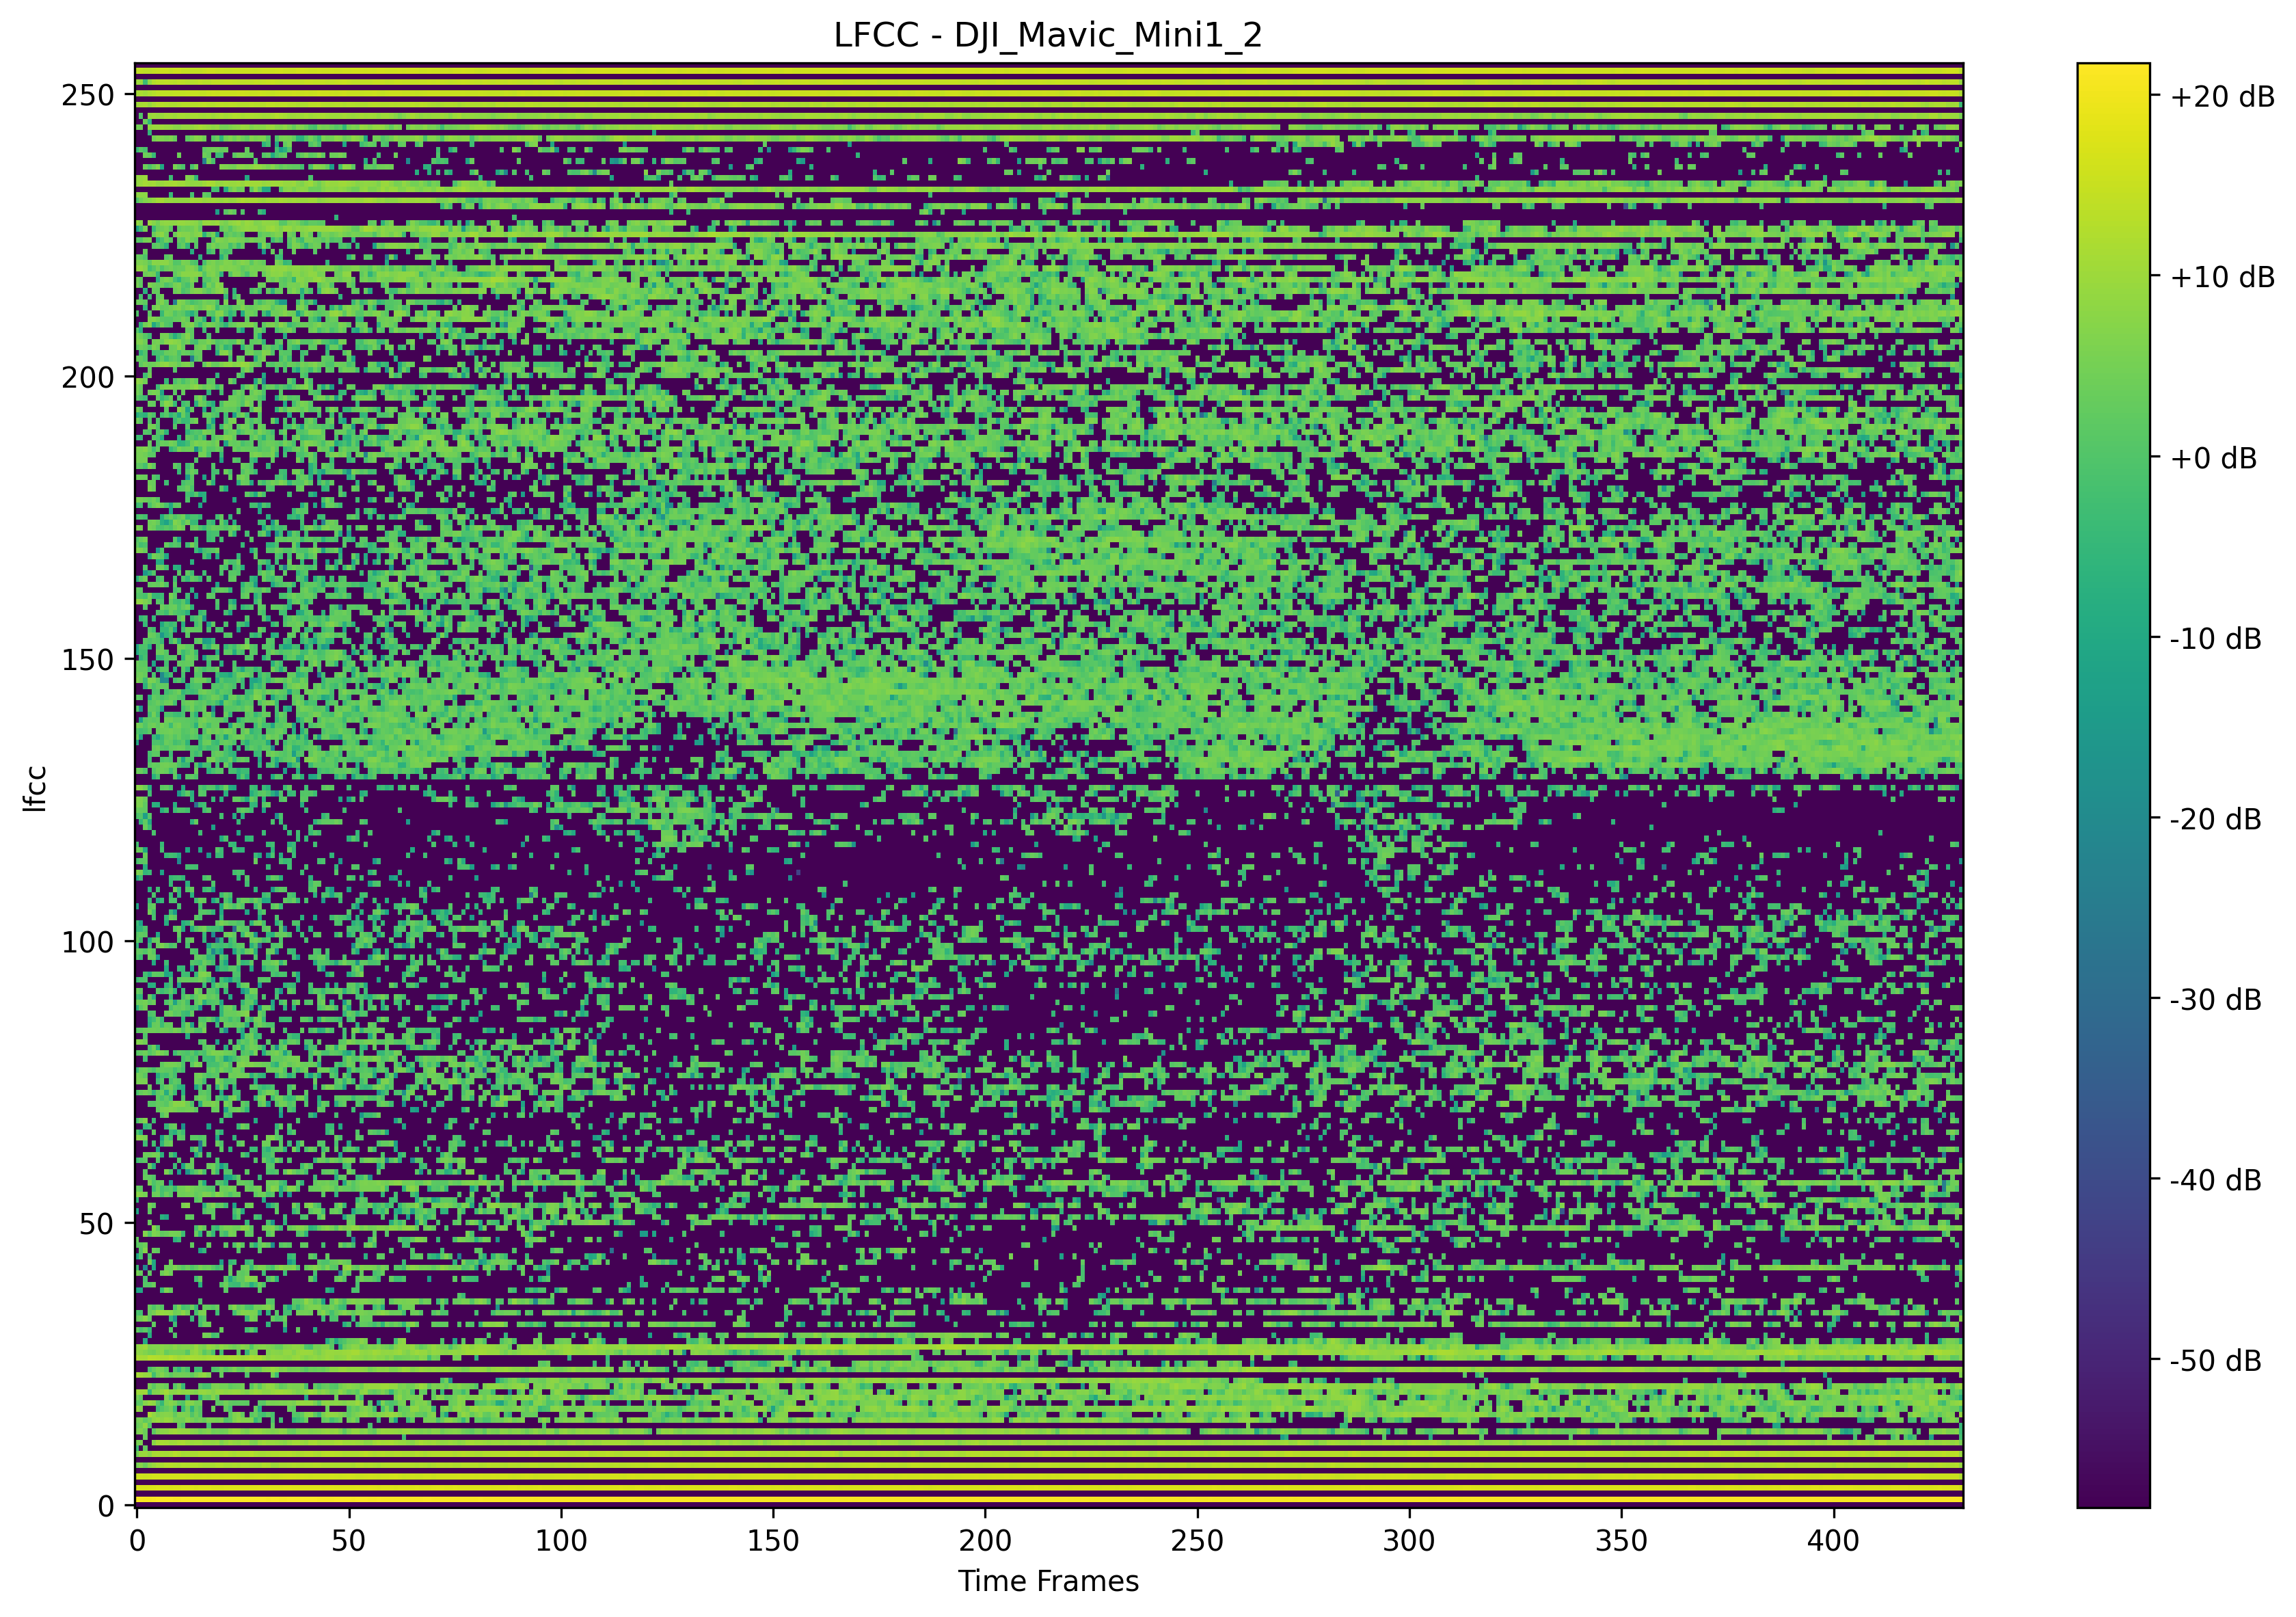 LFCC - DJI_Mavic_Mini1_2
250
200
150
100
50
0
lfcc
0 50 100 150 200 250 300 350 400
Time Frames
+20 dB
+10 dB
+0 dB
-10 dB
-20 dB
-30 dB
-40 dB
-50 dB